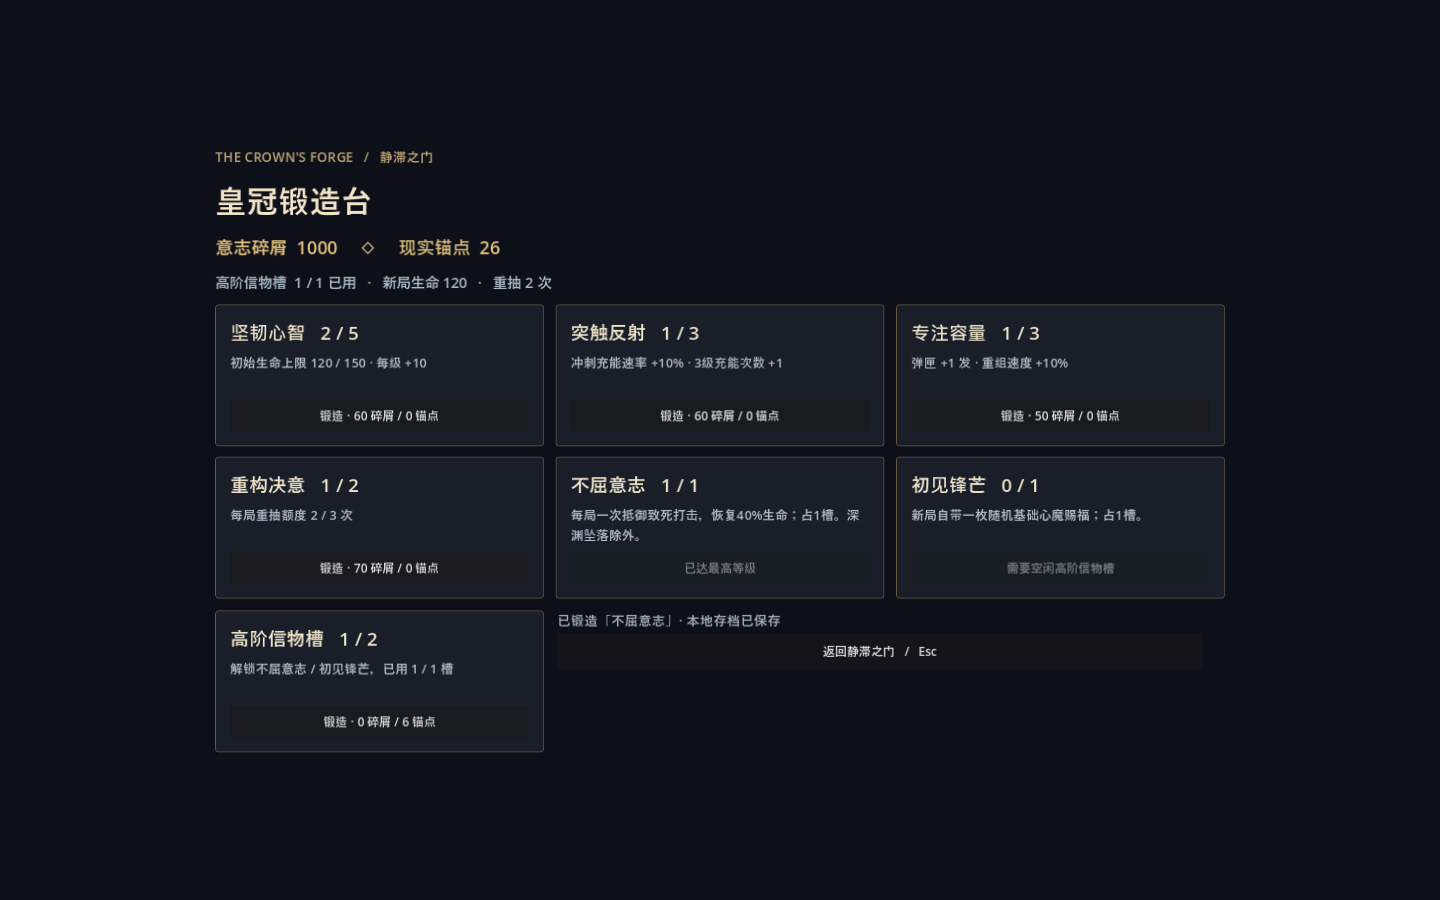 THE CROWN'S FORGE / 静滞之门
皇冠锻造台
意志碎屑 1000 ◇ 现实锚点 26
高阶信物槽 1 / 1 已用 · 新局生命 120 · 重抽 2 次
坚韧心智 2 / 5
初始生命上限 120 / 150 · 每级 +10
锻造 · 60 碎屑 / 0 锚点
突触反射 1 / 3
冲刺充能速率 +10% · 3级充能次数 +1
锻造 · 60 碎屑 / 0 锚点
专注容量 1 / 3
弹匣 +1 发 · 重组速度 +10%
锻造 · 50 碎屑 / 0 锚点
重构决意 1 / 2
每局重抽额度 2 / 3 次
锻造 · 70 碎屑 / 0 锚点
不屈意志 1 / 1
每局一次抵御致死打击，恢复40%生命；占1槽。深
渊坠落除外。
已达最高等级
初见锋芒 0 / 1
新局自带一枚随机基础心魔赐福；占1槽。
需要空闲高阶信物槽
高阶信物槽 1 / 2
解锁不屈意志 / 初见锋芒，已用 1 / 1 槽
锻造 · 0 碎屑 / 6 锚点
已锻造「不屈意志」· 本地存档已保存
返回静滞之门 / Esc